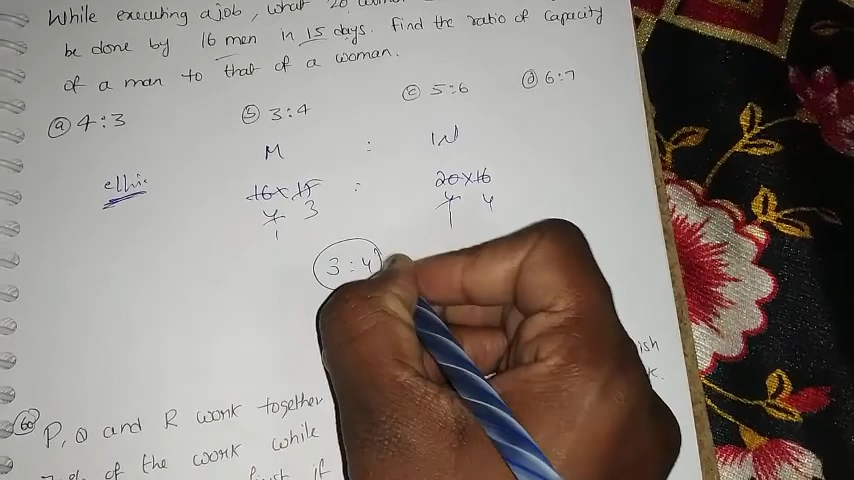 While executing a job, what 20 women
be done by 16 men in 15 days. Find the ratio of capacity
of a man to that of a woman.
ⓐ 4:3 ⓑ 3:4 ⓒ 5:6 ⓓ 6:7
M : W
16 x 15 : 20 x 16
4 3 4 4
1 1
3 : 4
60 P, Q and R work together
of the work while
if
ish
k.